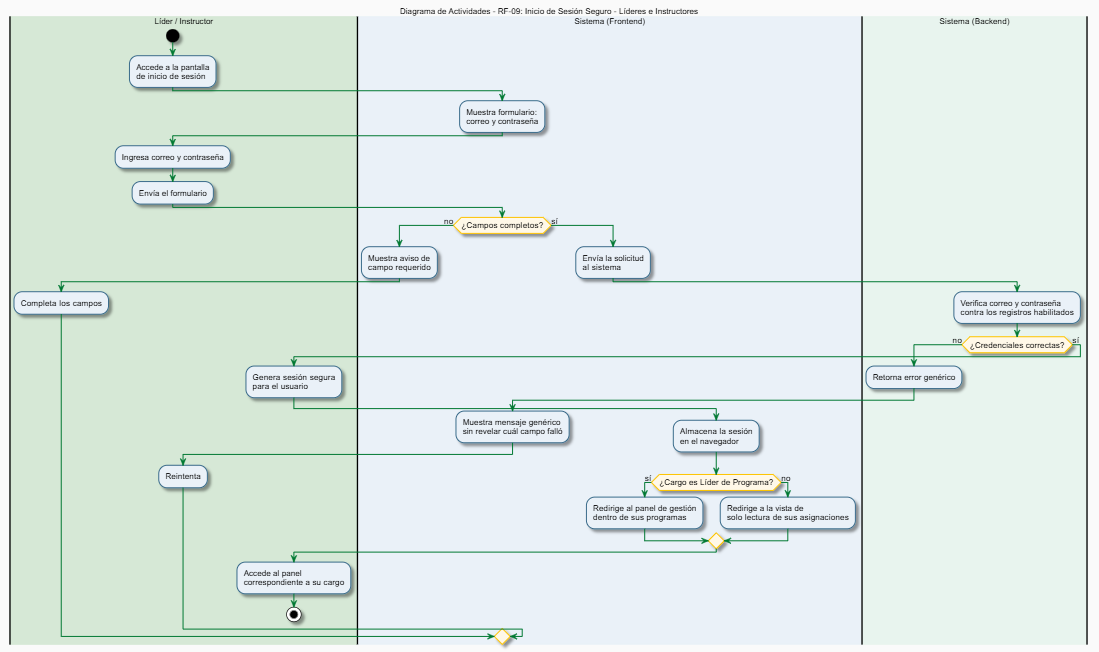 Diagrama de Actividades - RF-09: Inicio de Sesión Seguro - Líderes e Instructores
Líder / Instructor
Sistema (Frontend)
Sistema (Backend)
Accede a la pantalla
de inicio de sesión
Muestra formulario:
correo y contraseña
Ingresa correo y contraseña
Envía el formulario
no
¿Campos completos?
sí
Muestra aviso de
campo requerido
Envía la solicitud
al sistema
Completa los campos
Verifica correo y contraseña
contra los registros habilitados
no
¿Credenciales correctas?
sí
Genera sesión segura
para el usuario
Retorna error genérico
Muestra mensaje genérico
sin revelar cuál campo falló
Almacena la sesión
en el navegador
Reintenta
sí
¿Cargo es Líder de Programa?
no
Redirige al panel de gestión
dentro de sus programas
Redirige a la vista de
solo lectura de sus asignaciones
Accede al panel
correspondiente a su cargo